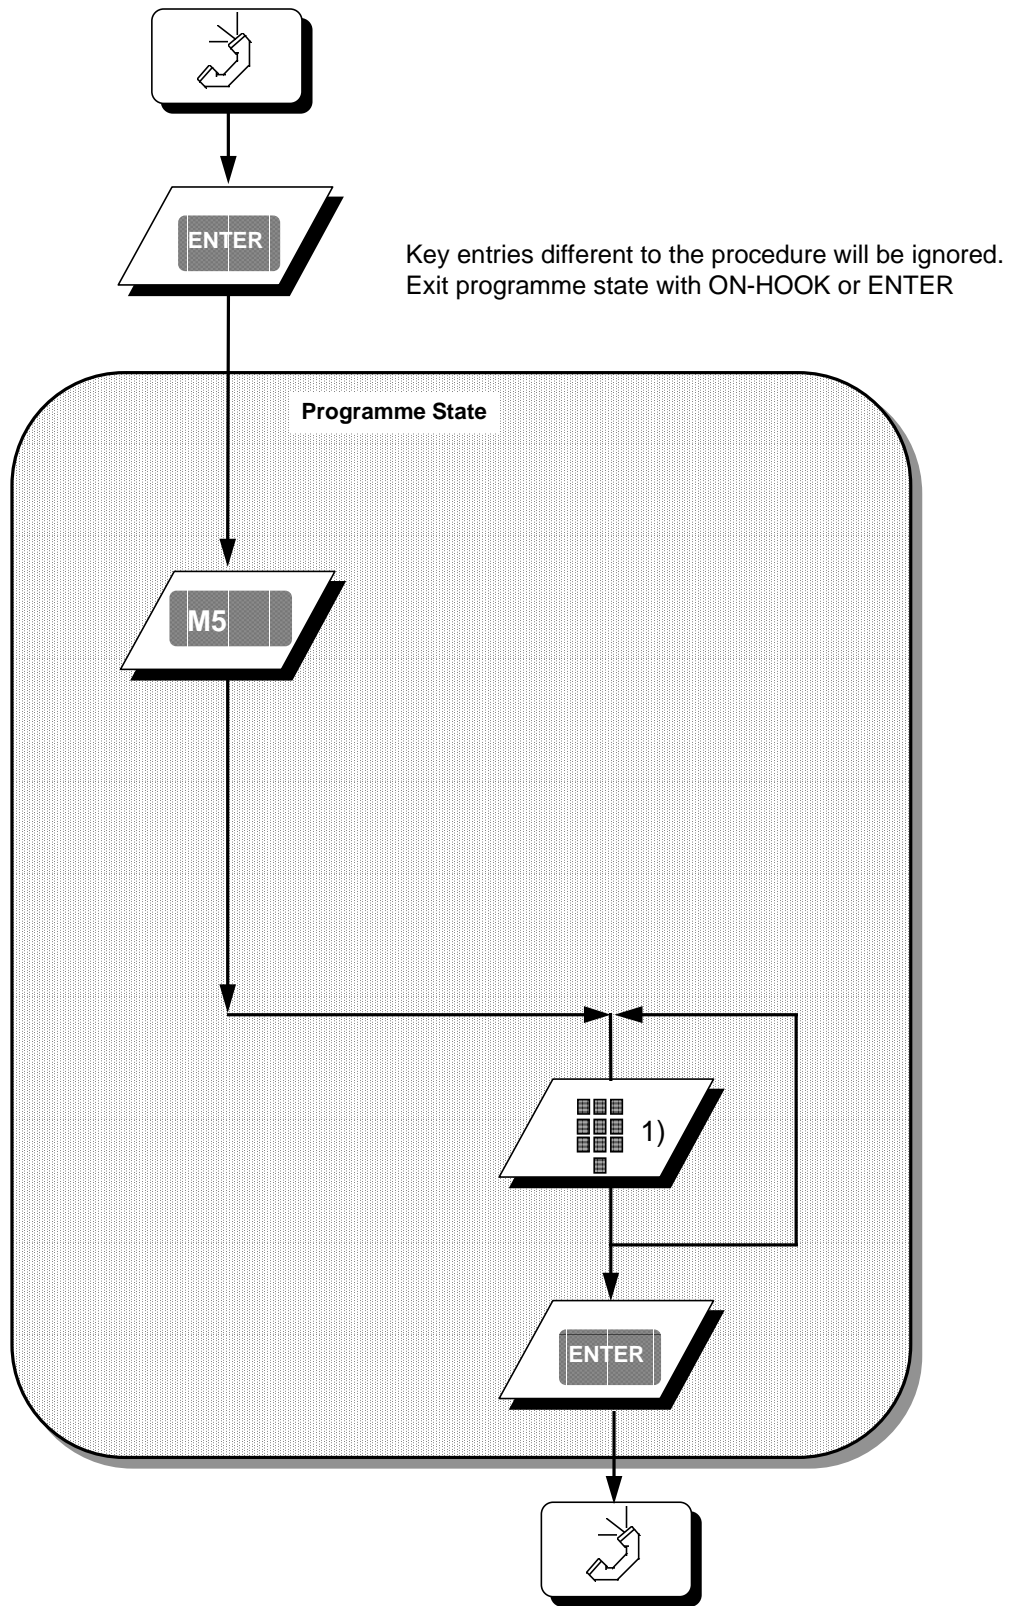 ENTER
Key entries different to the procedure will be ignored.
Exit programme state with ON-HOOK or ENTER
Programme State
M5
1)
ENTER